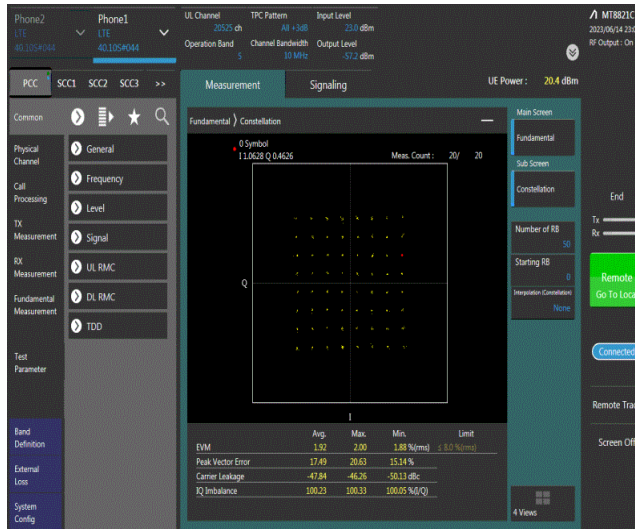 Phone2
LTE
40.10S#044
Phone1
LTE
40.10S#044
UL Channel
20525 ch
TPC Pattern
All +3dB
Input Level
23.0 dBm
Operation Band
5
Channel Bandwidth
10 MHz
Output Level
-57.2 dBm
MT8821C
RF Output : On
PCC
SCC1
SCC2
SCC3
>>
Measurement
Signaling
UE Power : 20.4 dBm
Common
Physical
Channel
Call
Processing
TX
Measurement
RX
Measurement
Fundamental
Measurement
Test
Parameter
Band
Definition
External
Loss
System
Config
General
Frequency
Level
Signal
UL RMC
DL RMC
TDD
Fundamental
Constellation
0 Symbol
I 1.0628 Q 0.4626
Meas. Count : 20/ 20
Q
I
Avg. Max. Min. Limit
EVM 1.92 2.00 1.88 %(rms) ≤ 8.0 %(rms)
Peak Vector Error 17.49 20.63 15.14 %
Carrier Leakage -47.84 -46.26 -50.13 dBc
IQ Imbalance 100.23 100.33 100.05 %(I/Q)
Main Screen
Fundamental
Sub Screen
Constellation
Number of RB
50
Starting RB
0
Interpolation (Constellation)
None
4 Views
End
Tx
Rx
Remote
Go To Loca
Connected
Remote Tra
Screen Off